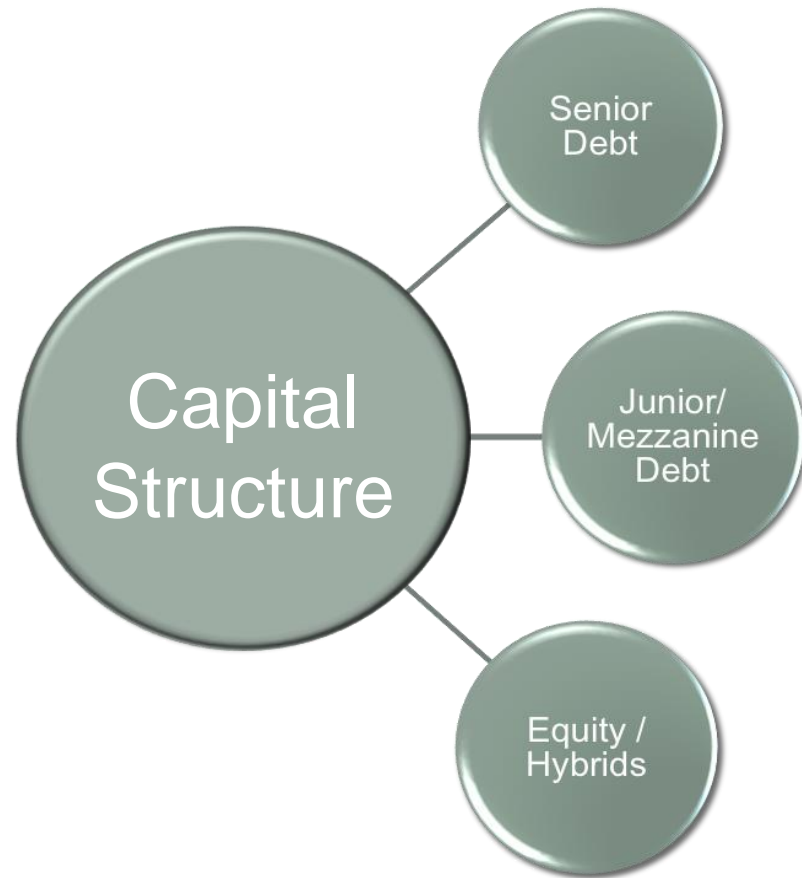 Capital
Structure
Senior
Debt
Junior/
Mezzanine
Debt
Equity /
Hybrids